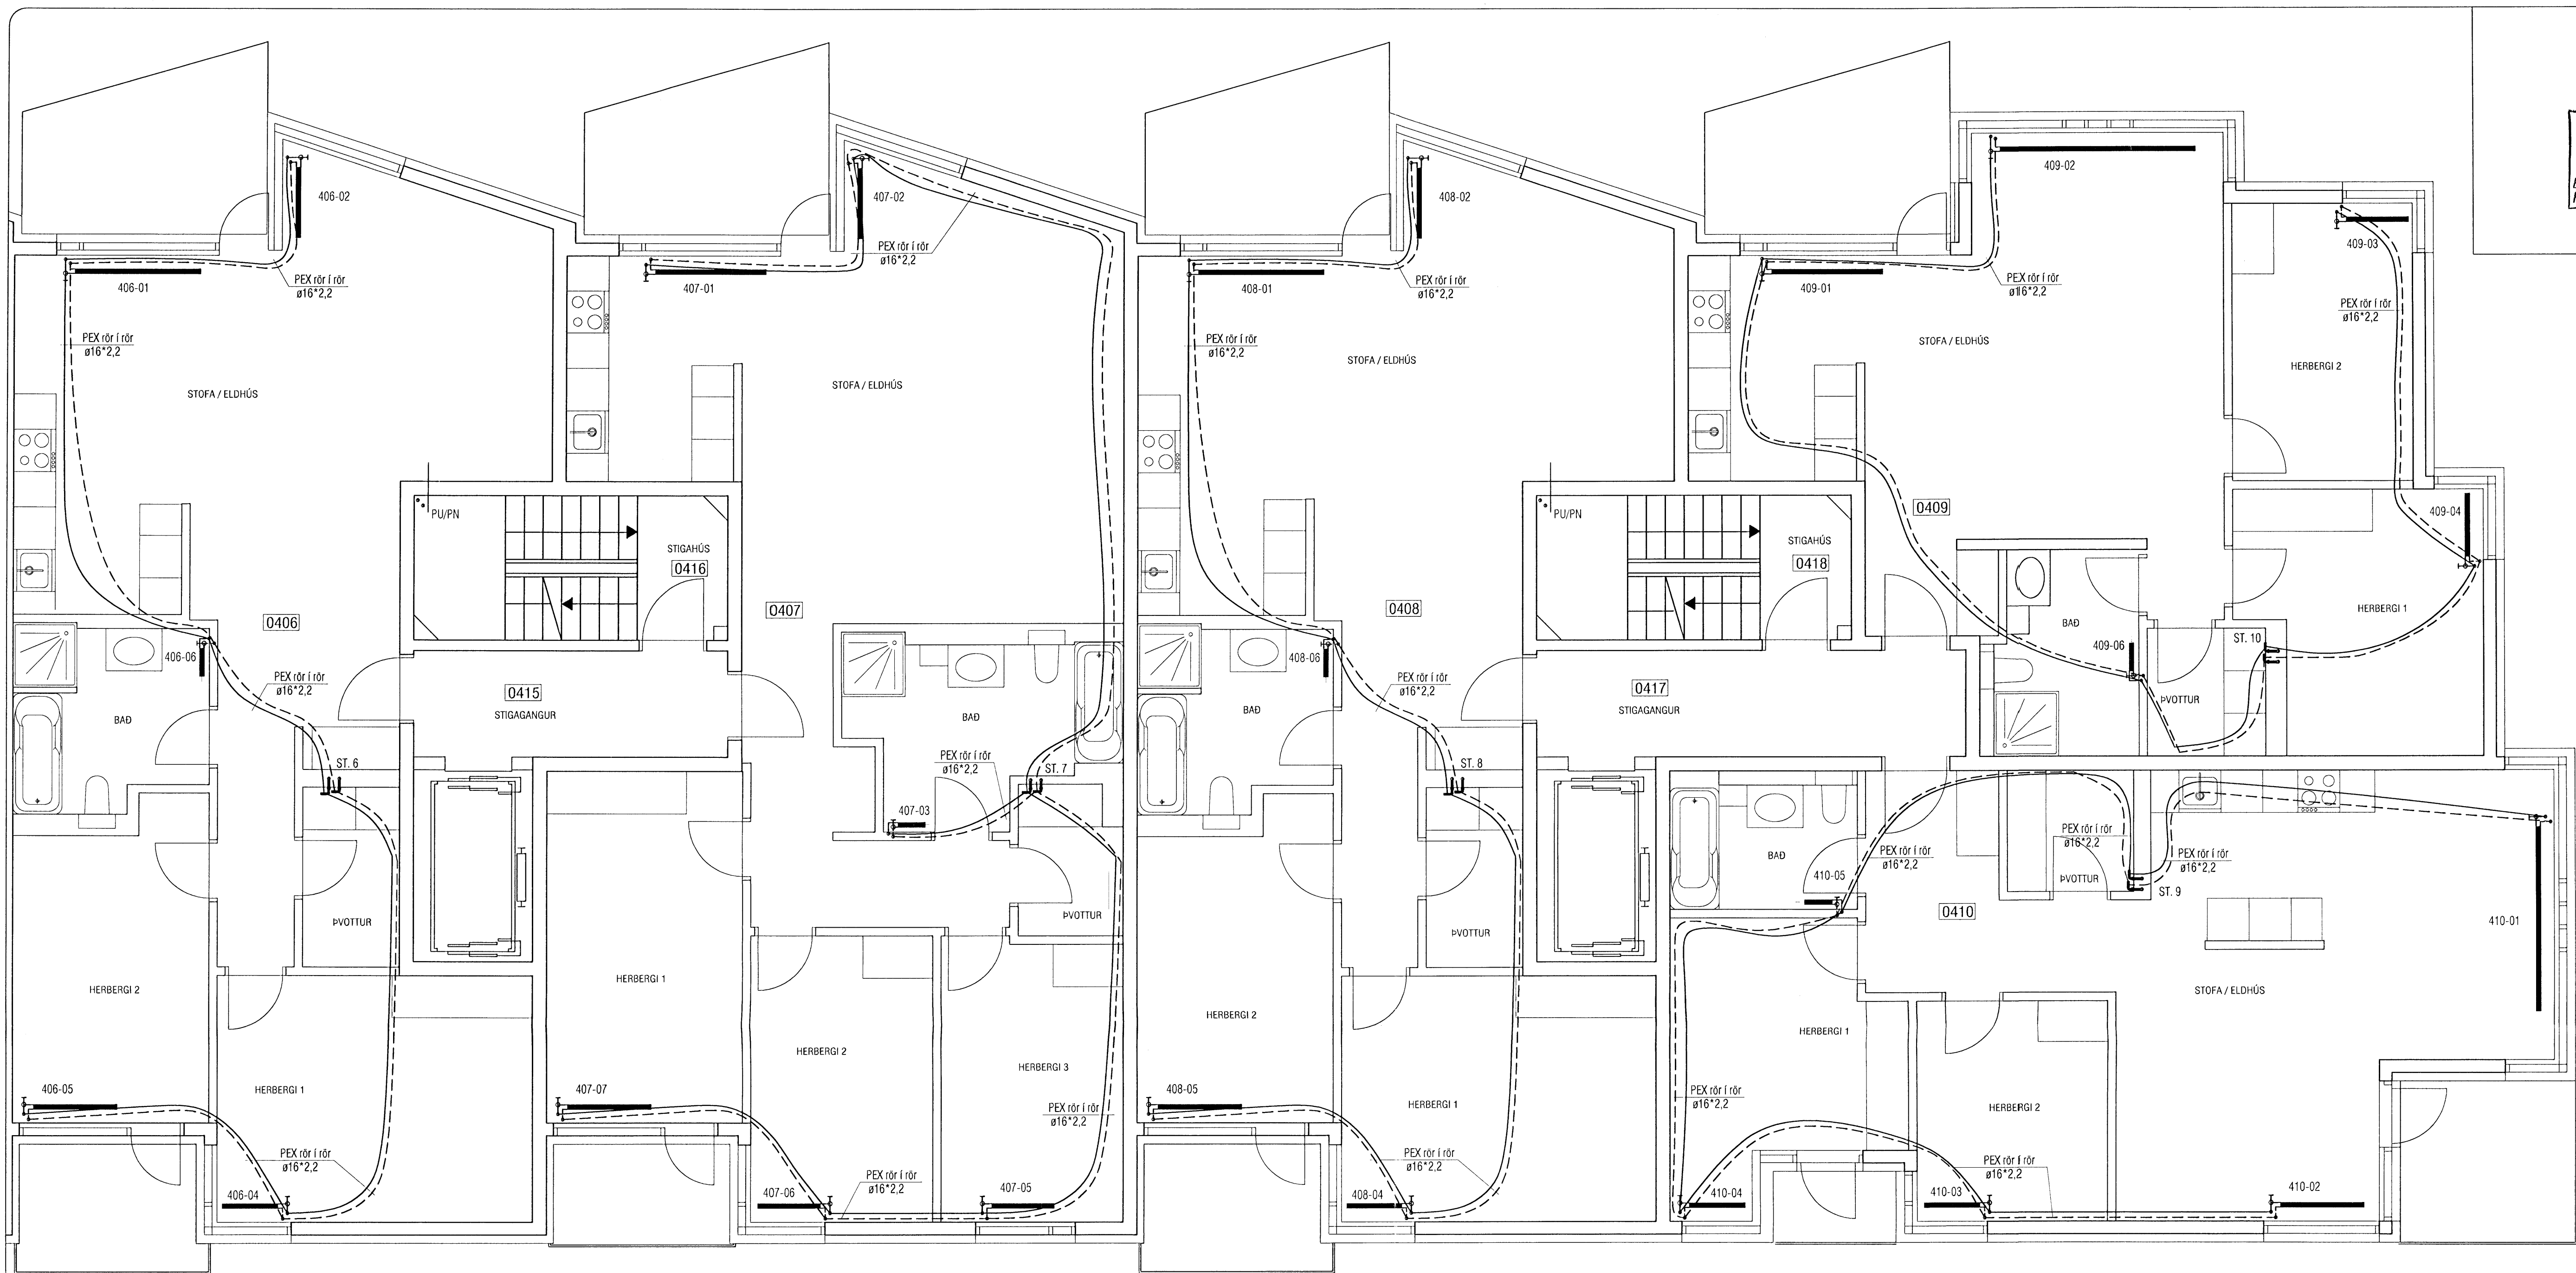 406-02
PEX rör í rör
ø16*2,2
406-01
PEX rör í rör
ø16*2,2
STOFA / ELDHÚS
0406
406-06
PEX rör í rör
ø16*2,2
BAÐ
ST. 6
ÞVOTTUR
HERBERGI 2
406-05
HERBERGI 1
PEX rör í rör
ø16*2,2
406-04
PU/PN
STIGAHÚS
0416
0415
STIGAGANGUR
407-02
PEX rör í rör
ø16*2,2
407-01
STOFA / ELDHÚS
0407
BAÐ
PEX rör í rör
ø16*2,2
ST. 7
407-03
ÞVOTTUR
HERBERGI 1
HERBERGI 2
HERBERGI 3
407-07
PEX rör í rör
ø16*2,2
407-06
PEX rör í rör
ø16*2,2
407-05
408-02
PEX rör í rör
ø16*2,2
408-01
PEX rör í rör
ø16*2,2
STOFA / ELDHÚS
0408
408-06
PEX rör í rör
ø16*2,2
BAÐ
ST. 8
ÞVOTTUR
HERBERGI 2
408-05
HERBERGI 1
PEX rör í rör
ø16*2,2
408-04
PU/PN
STIGAHÚS
0418
0417
STIGAGANGUR
409-02
409-03
409-01
PEX rör í rör
ø16*2,2
PEX rör í rör
ø16*2,2
STOFA / ELDHÚS
HERBERGI 2
0409
409-04
HERBERGI 1
BAÐ
ST. 10
409-06
ÞVOTTUR
PEX rör í rör
ø16*2,2
BAÐ
PEX rör í rör
ø16*2,2
PEX rör í rör
ø16*2,2
410-05
ÞVOTTUR
ST. 9
0410
410-01
STOFA / ELDHÚS
HERBERGI 1
PEX rör í rör
ø16*2,2
HERBERGI 2
PEX rör í rör
ø16*2,2
410-04
410-03
410-02